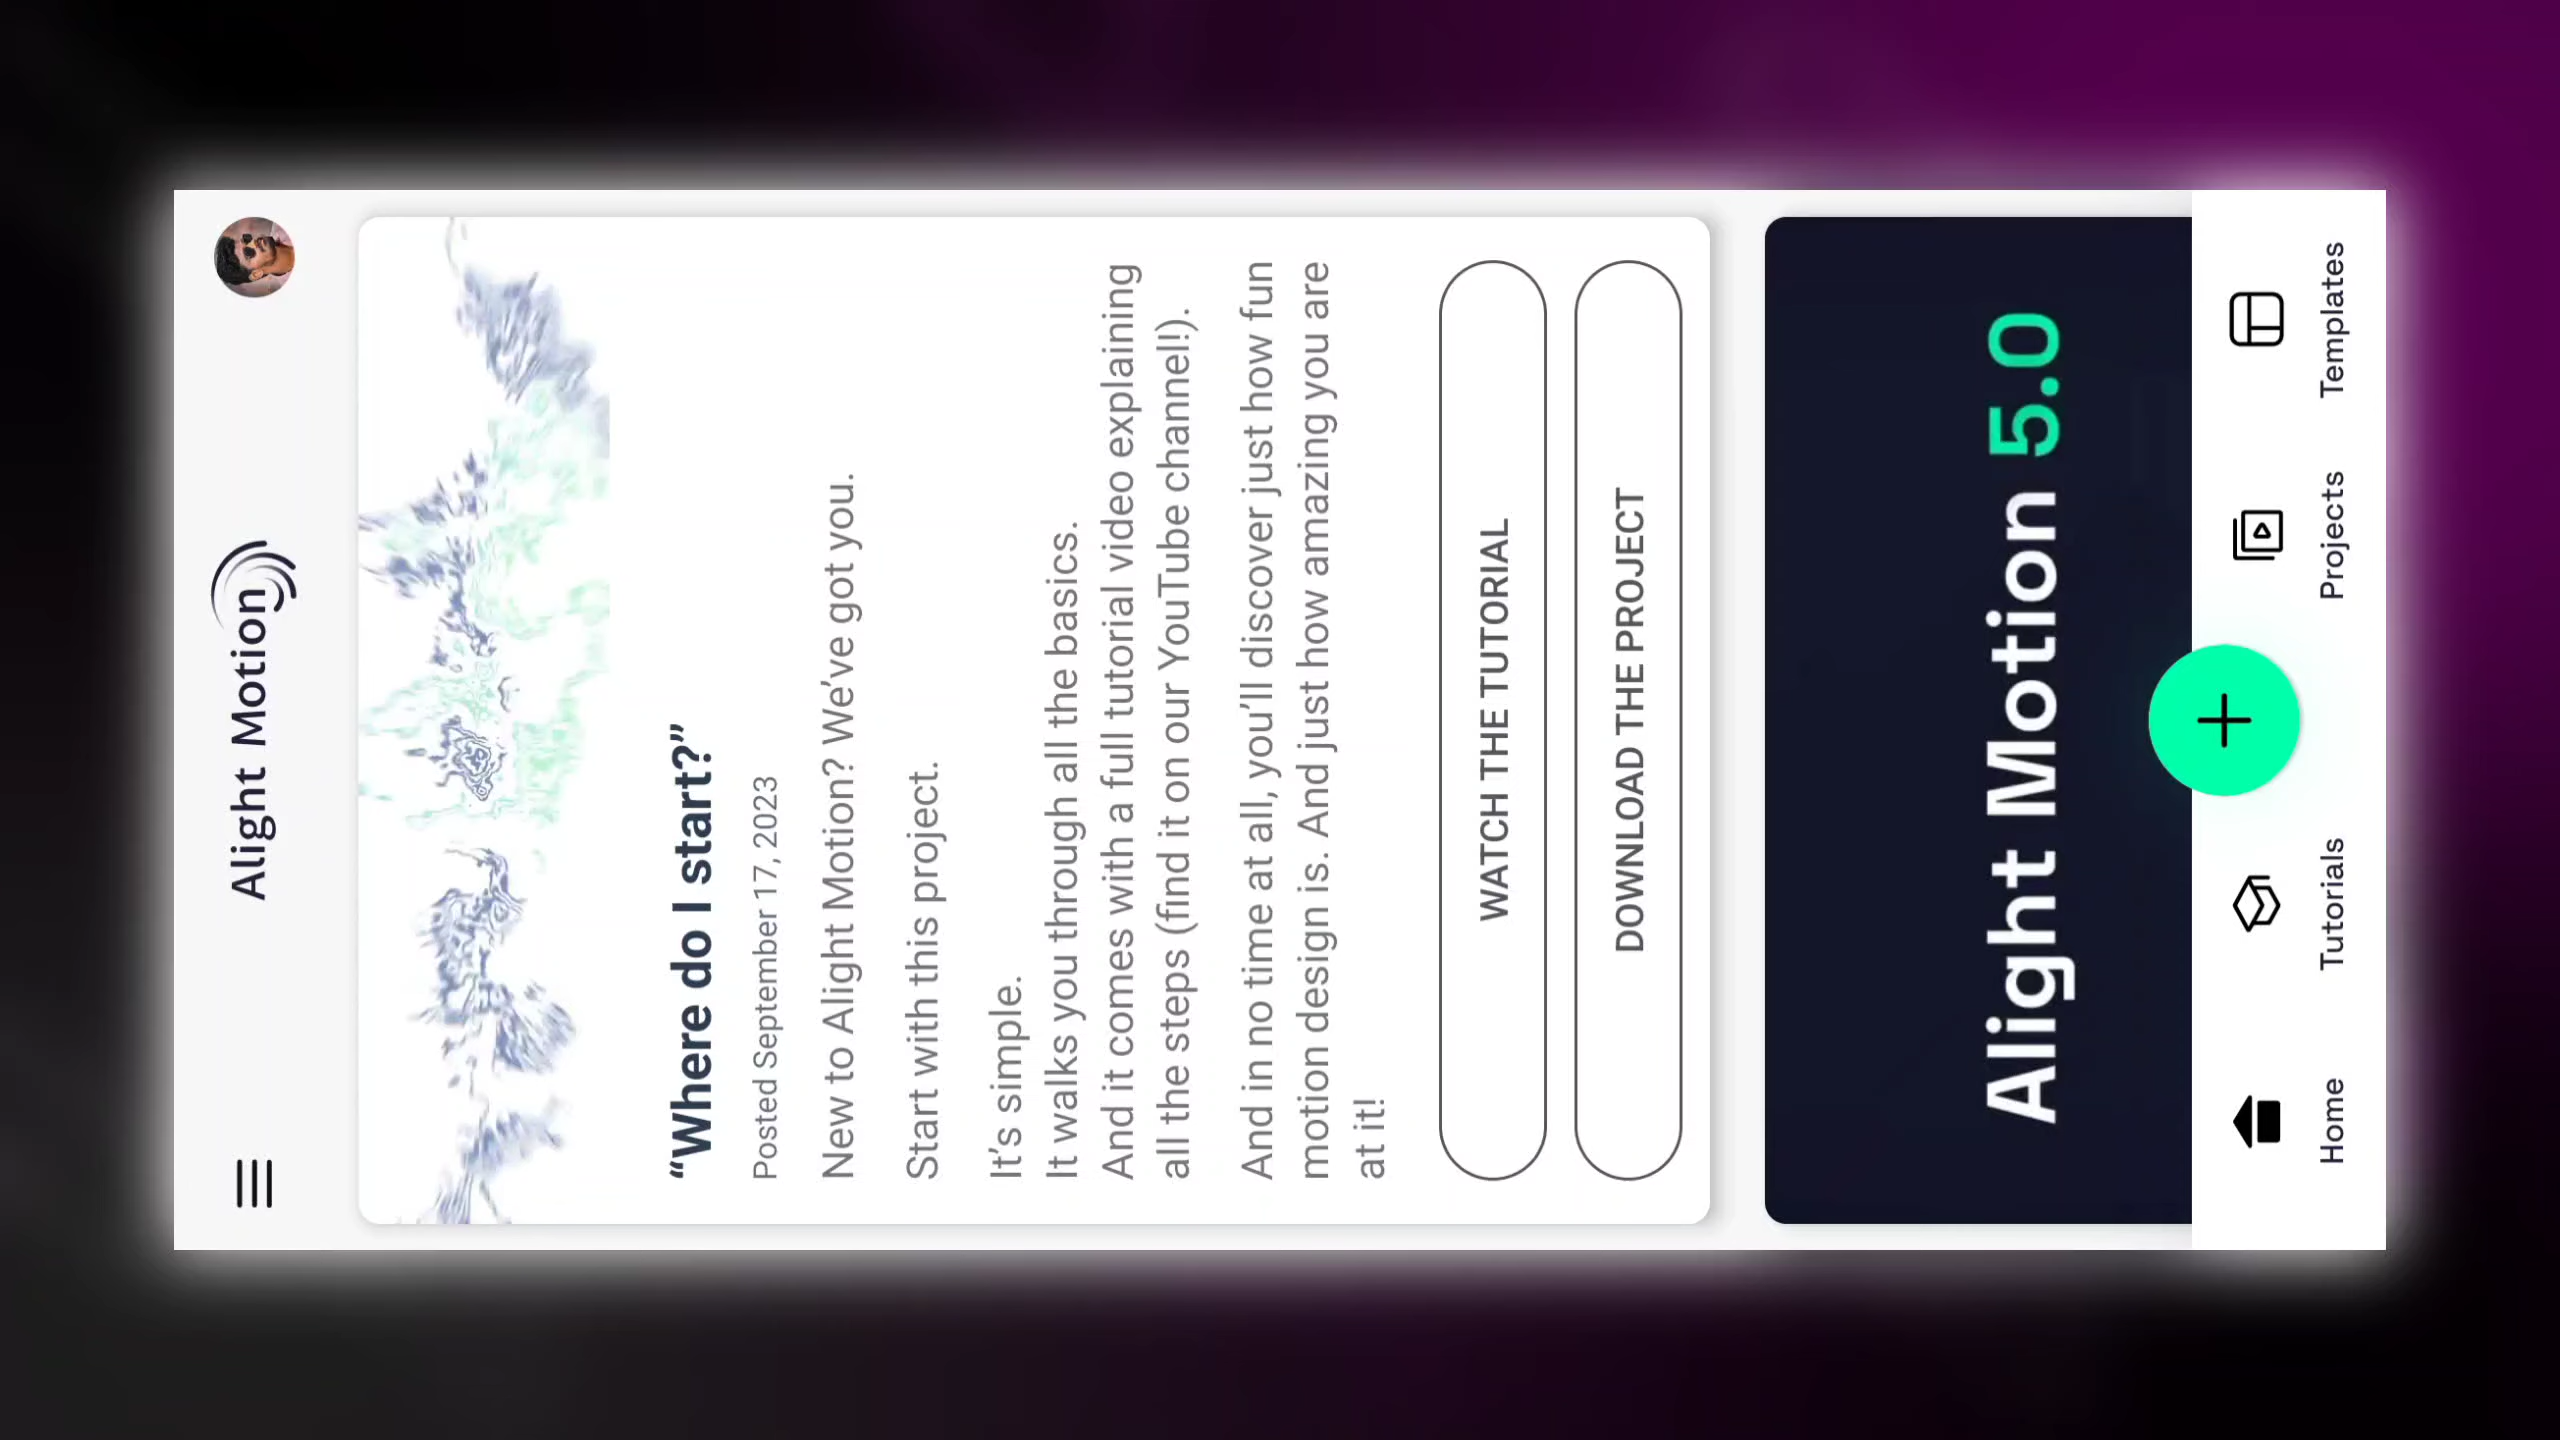 Alight Motion
“Where do I start?”
Posted September 17, 2023
New to Alight Motion? We’ve got you.
Start with this project.
It’s simple.
It walks you through all the basics.
And it comes with a full tutorial video explaining
all the steps (find it on our YouTube channel!).
And in no time at all, you’ll discover just how fun
motion design is. And just how amazing you are
at it!
WATCH THE TUTORIAL
DOWNLOAD THE PROJECT
Alight Motion 5.0
Home
Tutorials
Projects
Templates